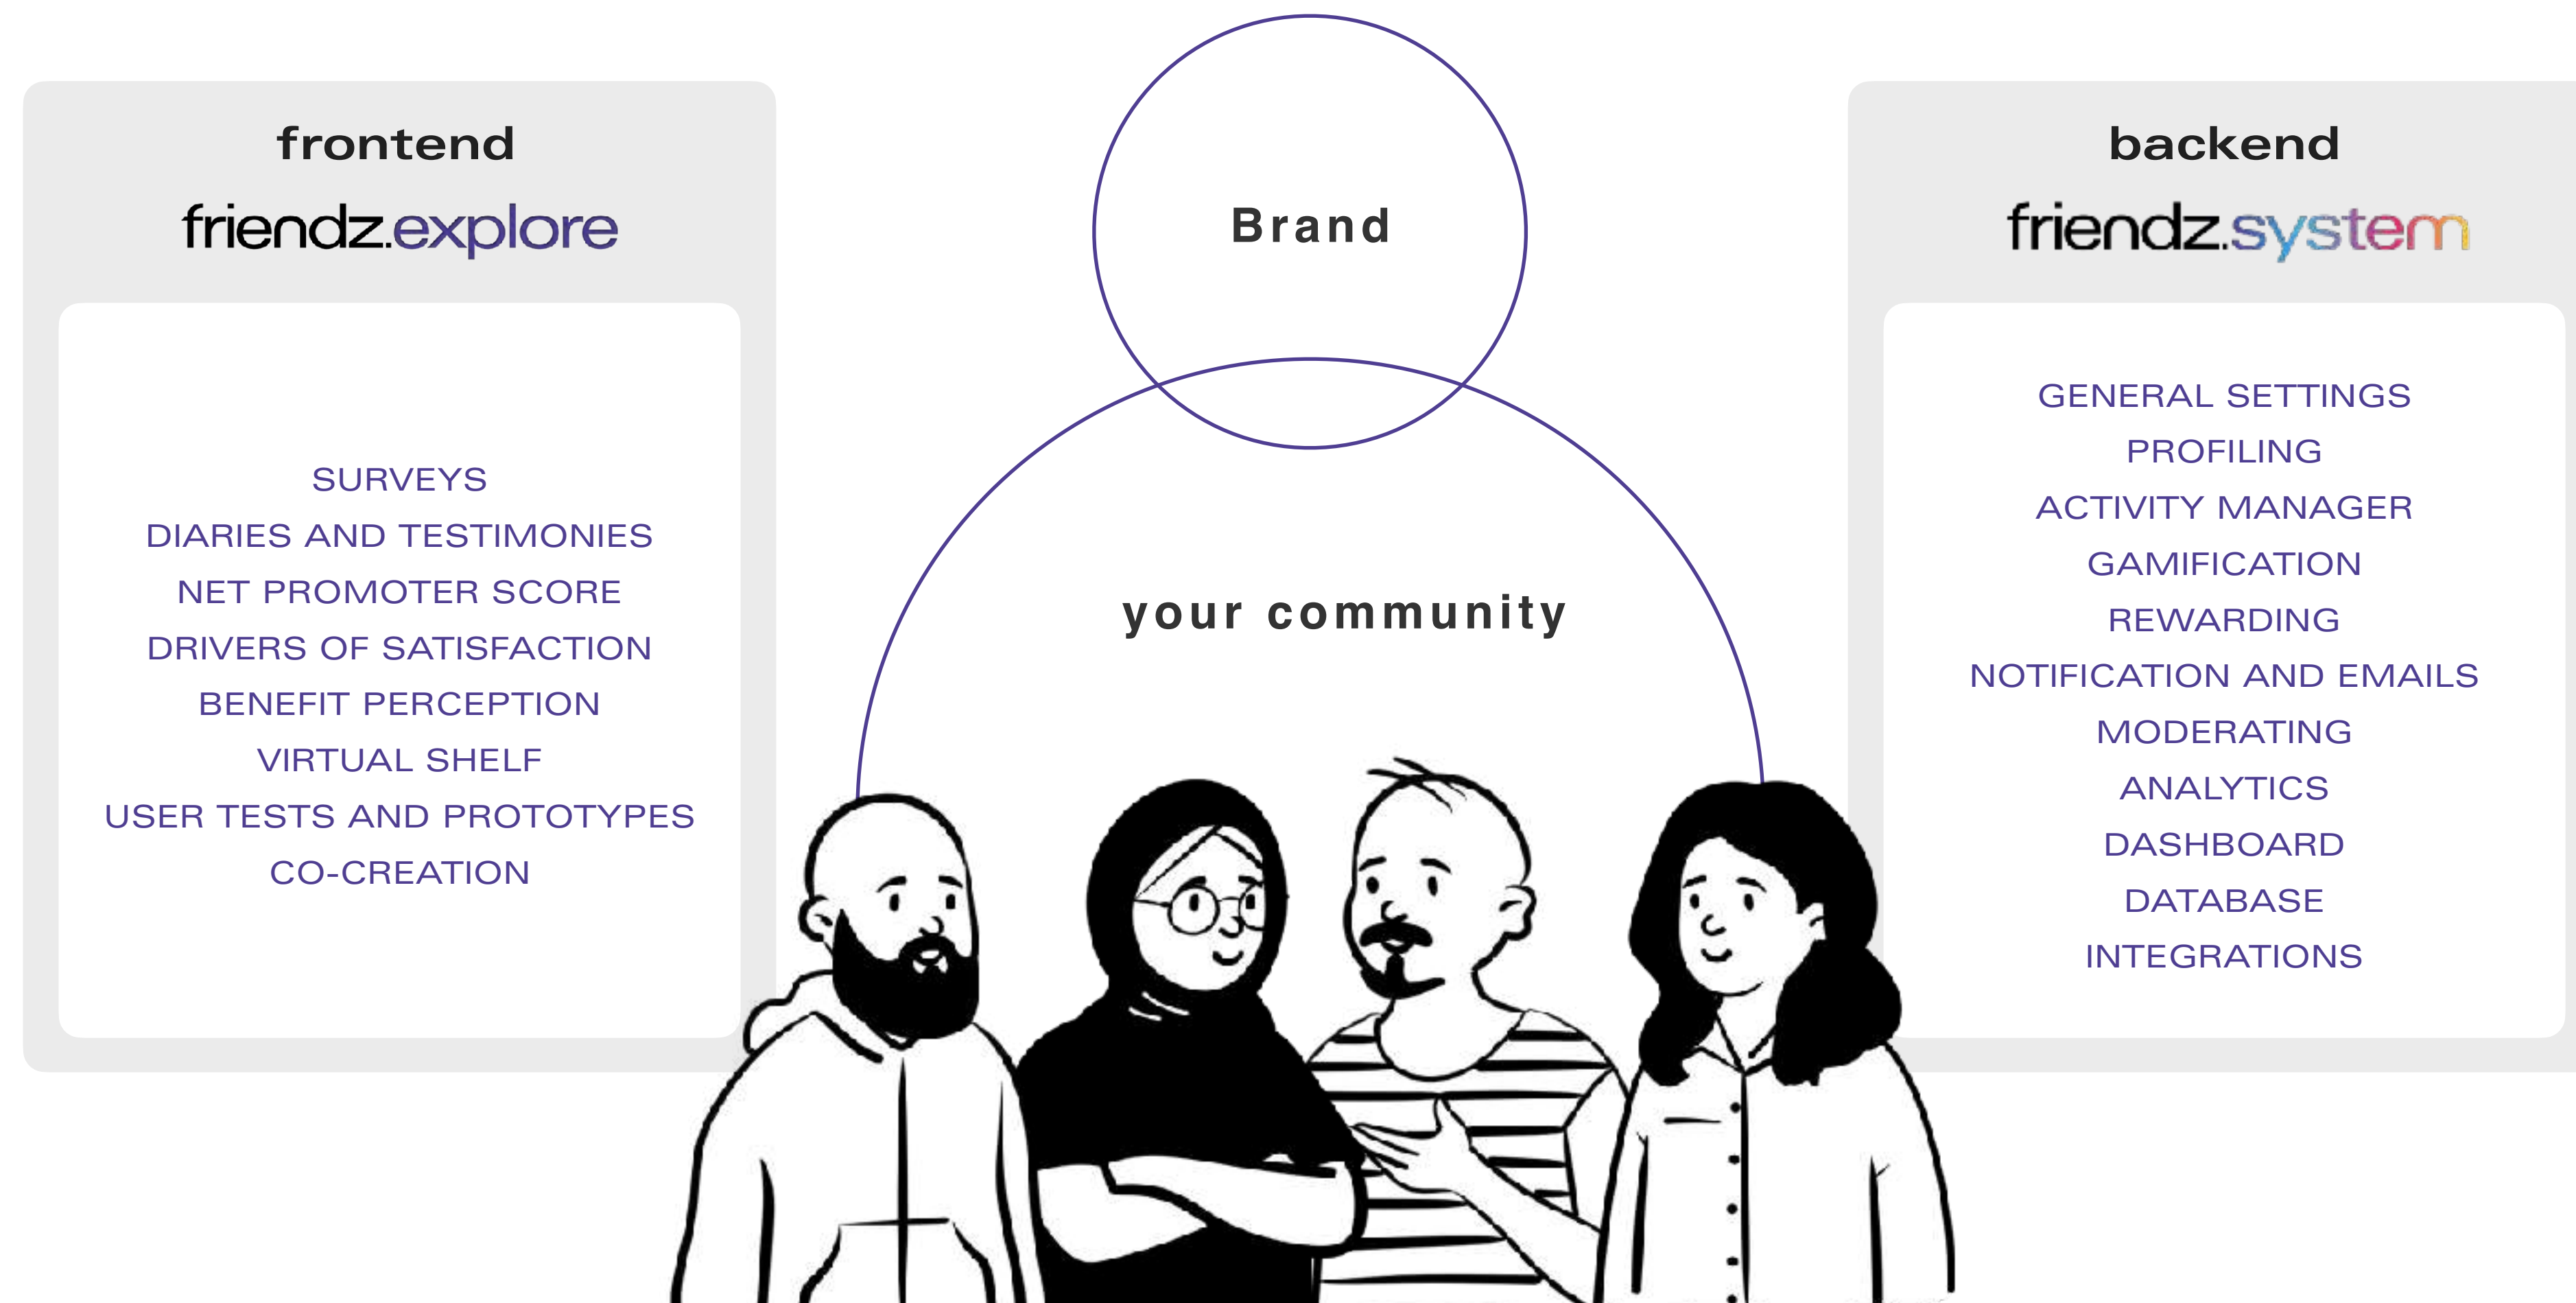 frontend
friendz.explore
SURVEYS
DIARIES AND TESTIMONIES
NET PROMOTER SCORE
DRIVERS OF SATISFACTION
BENEFIT PERCEPTION
VIRTUAL SHELF
USER TESTS AND PROTOTYPES
CO-CREATION
Brand
your community
backend
friendz.system
GENERAL SETTINGS
PROFILING
ACTIVITY MANAGER
GAMIFICATION
REWARDING
NOTIFICATION AND EMAILS
MODERATING
ANALYTICS
DASHBOARD
DATABASE
INTEGRATIONS